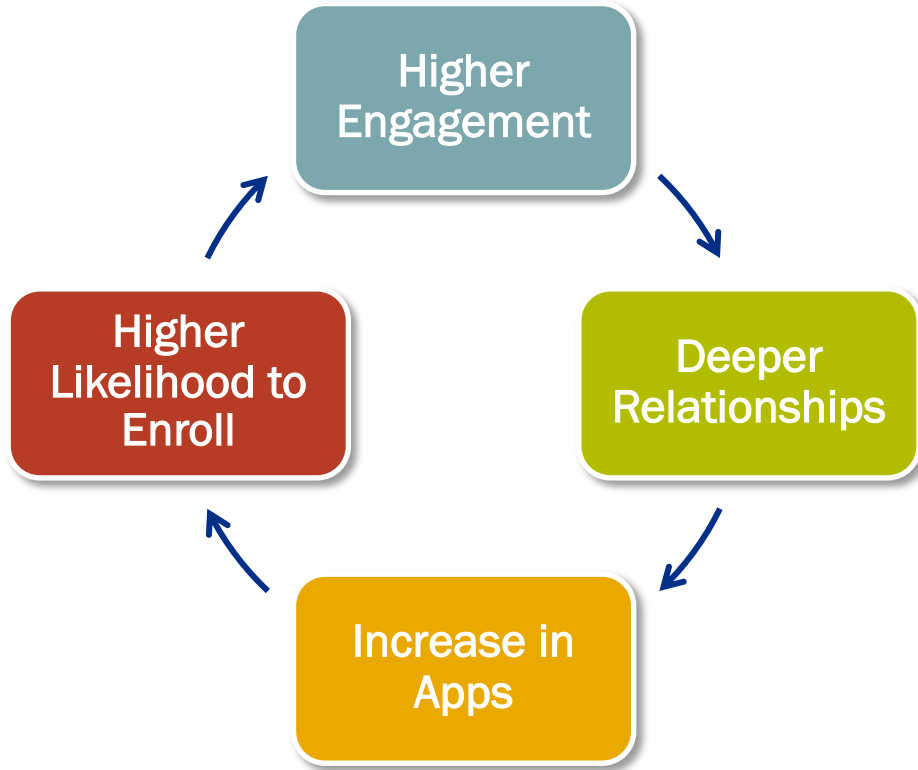 Higher
Engagement
Deeper
Relationships
Increase in
Apps
Higher
Likelihood to
Enroll